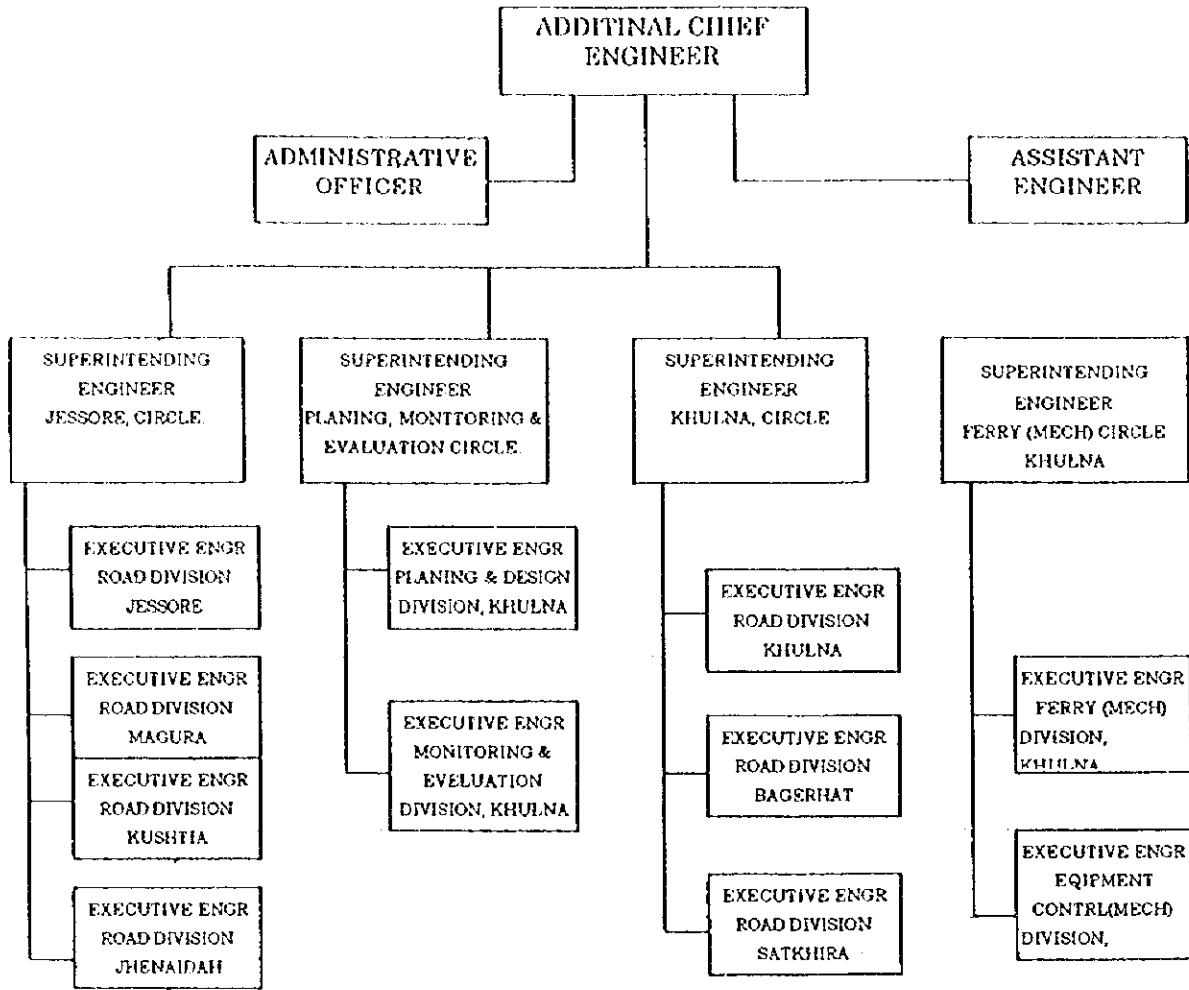 ADDITINAL CHIEF
ENGINEER
ADMINISTRATIVE
OFFICER
ASSISTANT
ENGINEER
SUPERINTENDING
ENGINEER
JESSORE, CIRCLE.
SUPERINTENDING
ENGINEER
PLANING, MONTTORING &
EVALUATION CIRCLE.
SUPERINTENDING
ENGINEER
KHULNA, CIRCLE
SUPERINTENDING
ENGINEER
FERRY (MECH) CIRCLE
KHULNA
EXECUTIVE ENGR
ROAD DIVISION
JESSORE
EXECUTIVE ENGR
ROAD DIVISION
MAGURA
EXECUTIVE ENGR
ROAD DIVISION
KUSHTIA
EXECUTIVE ENGR
ROAD DIVISION
JHENAIDAH
EXECUTIVE ENGR
PLANING & DESIGN
DIVISION, KHULNA
EXECUTIVE ENGR
MONITORING &
EVELUATION
DIVISION, KHULNA
EXECUTIVE ENGR
ROAD DIVISION
KHULNA
EXECUTIVE ENGR
ROAD DIVISION
BAGERHAT
EXECUTIVE ENGR
ROAD DIVISION
SATKHIRA
EXECUTIVE ENGR
FERRY (MECH)
DIVISION,
KHULNA
EXECUTIVE ENGR
EQIPMENT
CONTRL(MECH)
DIVISION,